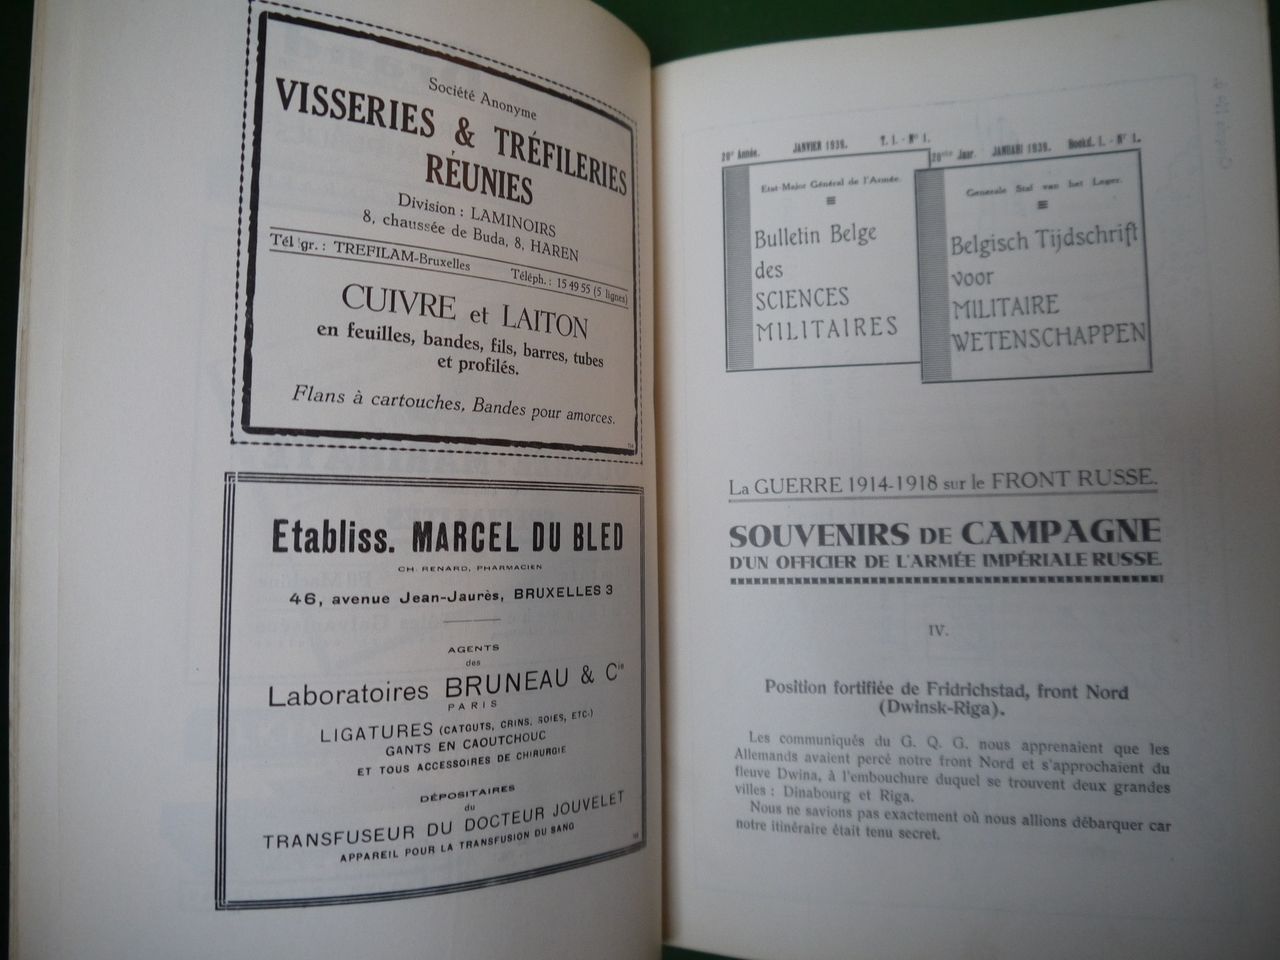 Société Anonyme
VISSERIES & TRÉFILERIES
RÉUNIES
Division : LAMINOIRS
8, chaussée de Buda, 8, HAREN
Tél gr. : TREFILAM-Bruxelles Téléph. : 15 49 55 (5 lignes)
CUIVRE et LAITON
en feuilles, bandes, fils, barres, tubes
et profilés.
Flans à cartouches, Bandes pour amorces.
Etabliss. MARCEL DU BLED
CH. RENARD, PHARMACIEN
46, avenue Jean-Jaurès, BRUXELLES 3
AGENTS
des
Laboratoires BRUNEAU & Cie
PARIS
LIGATURES (CATGUTS, CRINS, SOIES, ETC.)
GANTS EN CAOUTCHOUC
ET TOUS ACCESSOIRES DE CHIRURGIE
DÉPOSITAIRES
du
TRANSFUSEUR DU DOCTEUR JOUVELET
APPAREIL POUR LA TRANSFUSION DU SANG
20e Année. JANVIER 1939. T. I. - No 1.
Etat-Major Général de l'Armée.
Bulletin Belge
des
SCIENCES
MILITAIRES
20ste Jaar. JANUARI 1939. Boekd. I. - Nr 1.
Generale Staf van het Leger.
Belgisch Tijdschrift
voor
MILITAIRE
WETENSCHAPPEN
La GUERRE 1914-1918 sur le FRONT RUSSE.
SOUVENIRS DE CAMPAGNE
D'UN OFFICIER DE L'ARMÉE IMPÉRIALE RUSSE.
IV.
Position fortifiée de Fridrichstad, front Nord
(Dwinsk-Riga).
Les communiqués du G. Q. G. nous apprenaient que les
Allemands avaient percé notre front Nord et s'approchaient du
fleuve Dwina, à l'embouchure duquel se trouvent deux grandes
villes : Dinabourg et Riga.
Nous ne savions pas exactement où nous allions débarquer car
notre itinéraire était tenu secret.